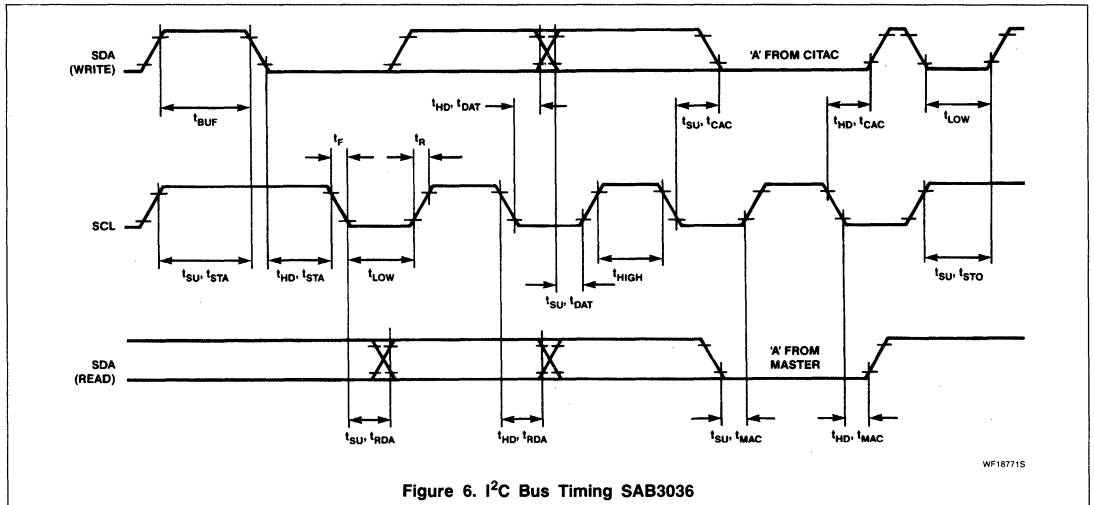 SDA
(WRITE)
'A' FROM CITAC
tHD, tDAT
tSU, tCAC
tHD, tCAC
tLOW
tBUF
tF
tR
SCL
tSU, tSTA
tHD, tSTA
tLOW
tSU, tDAT
tHIGH
tSU, tSTO
SDA
(READ)
'A' FROM
MASTER
tSU, tRDA
tHD, tRDA
tSU, tMAC
tHD, tMAC
WF18771S
Figure 6. I²C Bus Timing SAB3036